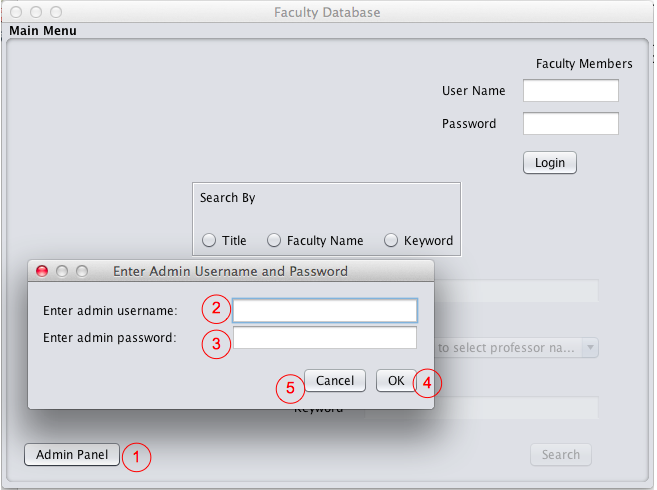 Faculty Database
Main Menu
Faculty Members
User Name
Password
Login
Search By
Title Faculty Name Keyword
Enter Admin Username and Password
Enter admin username: 2
Enter admin password: 3
to select professor na...
5 Cancel OK 4
Keyword
Admin Panel 1 Search